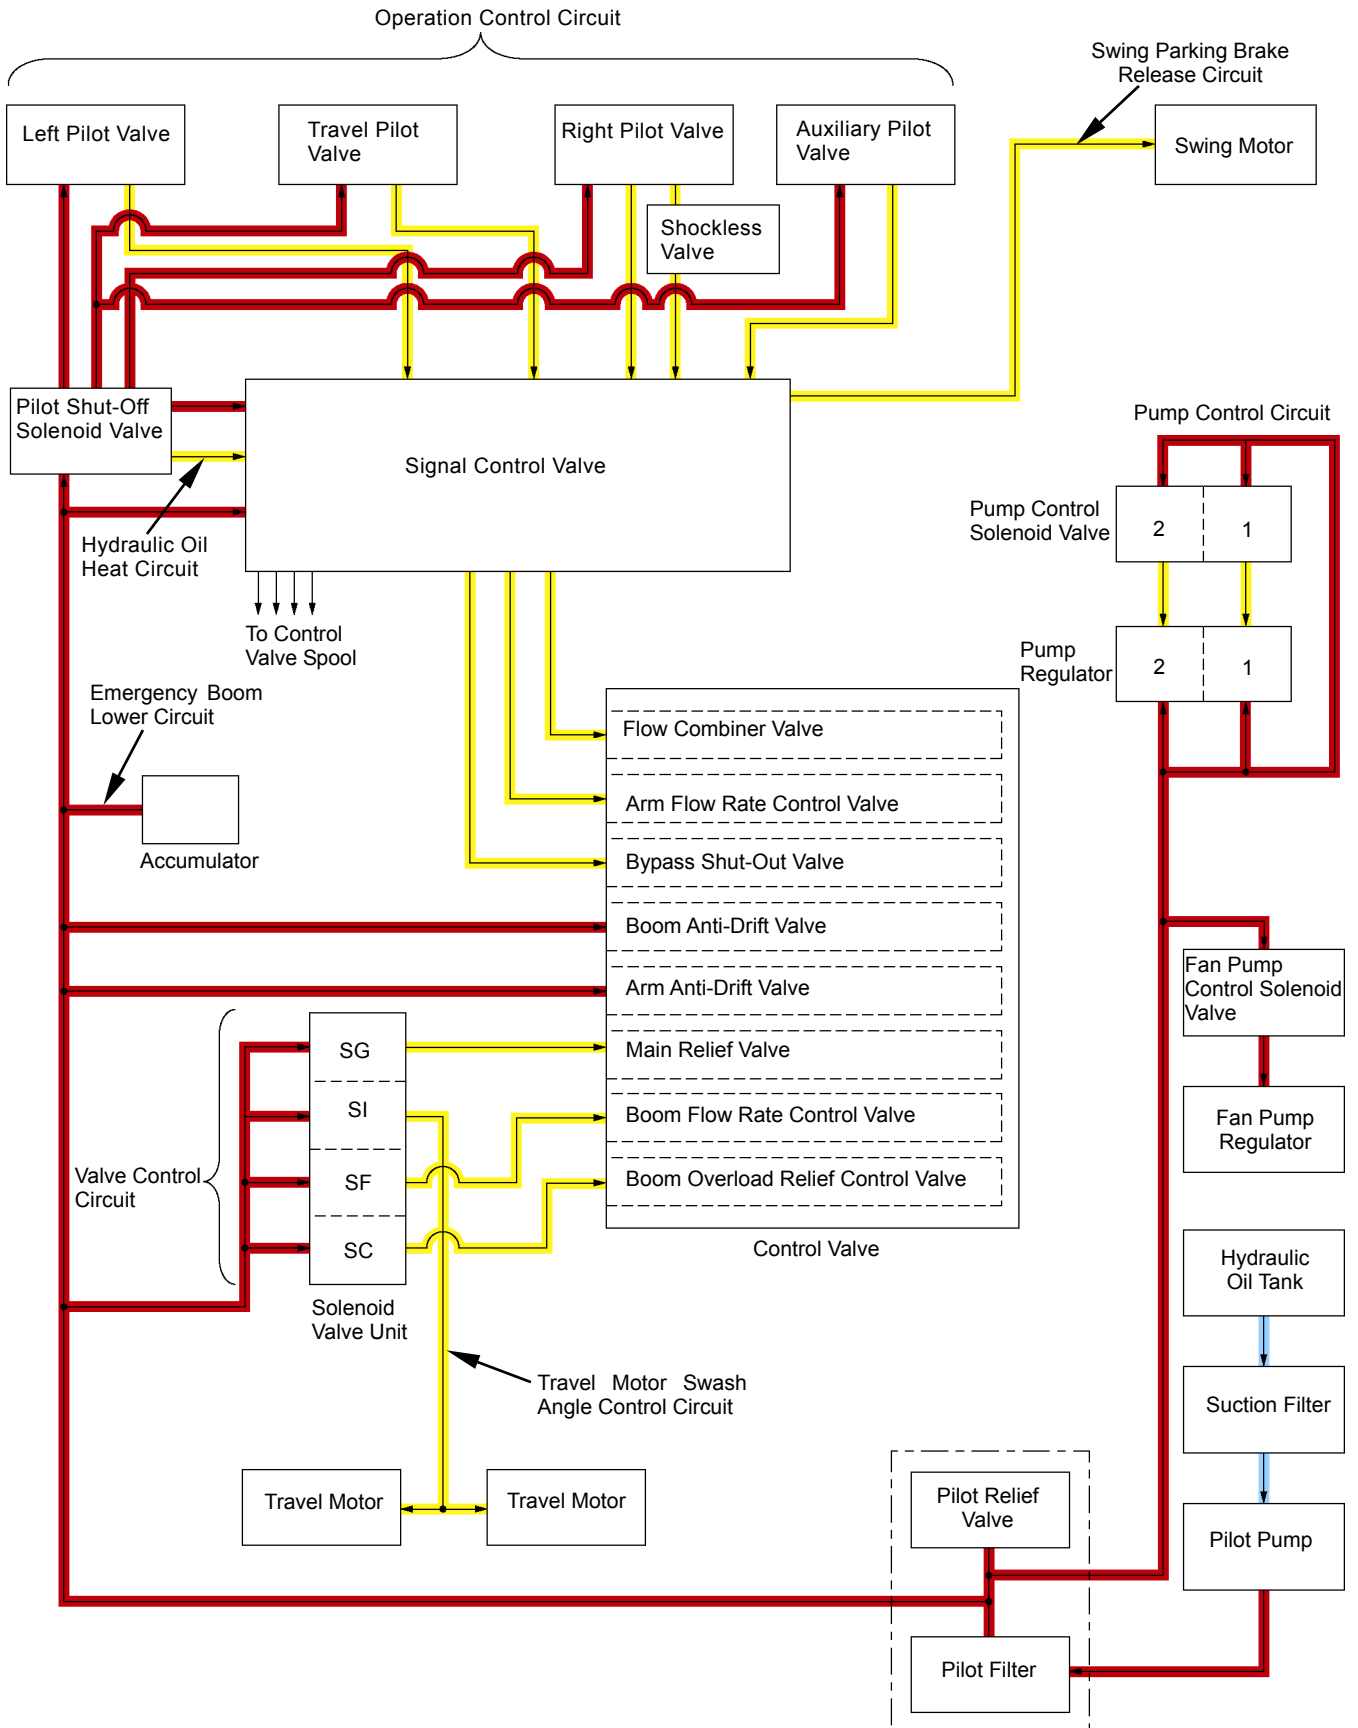 Operation Control Circuit
Swing Parking Brake
Release Circuit
Left Pilot Valve
Travel Pilot
Valve
Right Pilot Valve
Auxiliary Pilot
Valve
Swing Motor
Shockless
Valve
Pilot Shut-Off
Solenoid Valve
Signal Control Valve
Hydraulic Oil
Heat Circuit
To Control
Valve Spool
Pump Control Circuit
Pump Control
Solenoid Valve
2
1
Pump
Regulator
2
1
Emergency Boom
Lower Circuit
Accumulator
Flow Combiner Valve
Arm Flow Rate Control Valve
Bypass Shut-Out Valve
Boom Anti-Drift Valve
Arm Anti-Drift Valve
Main Relief Valve
Boom Flow Rate Control Valve
Boom Overload Relief Control Valve
Control Valve
Fan Pump
Control Solenoid
Valve
Fan Pump
Regulator
Valve Control
Circuit
SG
SI
SF
SC
Solenoid
Valve Unit
Travel Motor Swash
Angle Control Circuit
Travel Motor
Travel Motor
Hydraulic
Oil Tank
Suction Filter
Pilot Pump
Pilot Relief
Valve
Pilot Filter